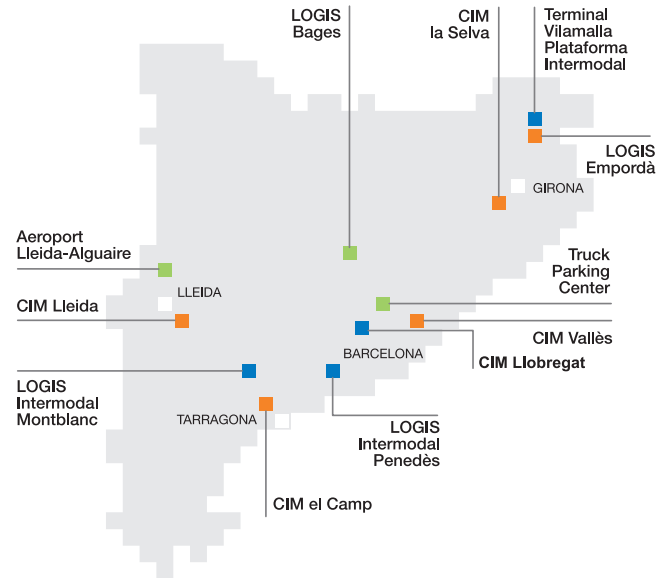 LOGIS
Bages
CIM
la Selva
Terminal
Vilamalla
Plataforma
Intermodal
LOGIS
Empordà
GIRONA
Aeroport
Lleida-Alguaire
Truck
Parking
Center
LLEIDA
CIM Lleida
CIM Vallès
BARCELONA
CIM Llobregat
LOGIS
Intermodal
Montblanc
TARRAGONA
LOGIS
Intermodal
Penedès
CIM el Camp